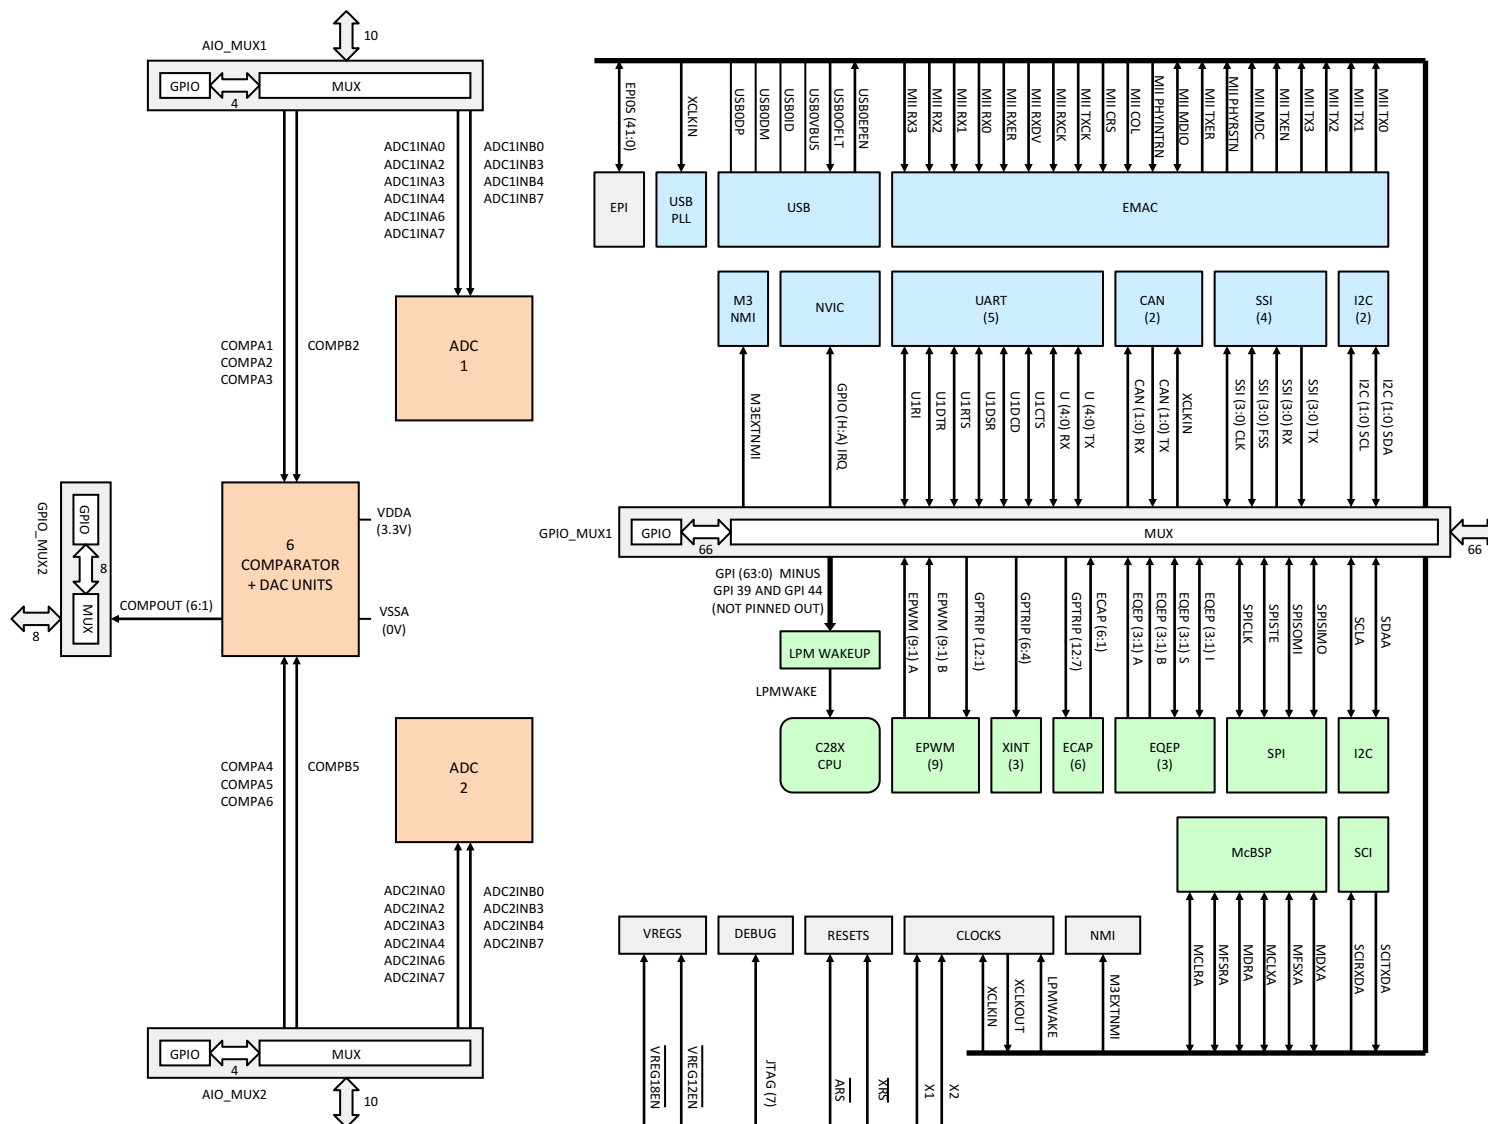 10
AIO_MUX1
GPIO
4
MUX
ADC1INA0
ADC1INA2
ADC1INA3
ADC1INA4
ADC1INA6
ADC1INA7
ADC1INB0
ADC1INB3
ADC1INB4
ADC1INB7
ADC
1
COMPA1
COMPA2
COMPA3
COMPB2
GPIO_MUX2
GPIO
8
MUX
8
COMPOUT (6:1)
6
COMPARATOR
+ DAC UNITS
VDDA
(3.3V)
VSSA
(0V)
COMPA4
COMPA5
COMPA6
COMPB5
ADC
2
ADC2INA0
ADC2INA2
ADC2INA3
ADC2INA4
ADC2INA6
ADC2INA7
ADC2INB0
ADC2INB3
ADC2INB4
ADC2INB7
GPIO
4
MUX
AIO_MUX2
10
EPI0S (41:0)
XCLKIN
USB0DP
USB0DM
USB0ID
USB0VBUS
USB0OFLT
USB0EPEN
MII RX3
MII RX2
MII RX1
MII RX0
MII RXER
MII RXDV
MII RXCK
MII TXCK
MII CRS
MII COL
MII PHYINTRN
MII MDIO
MII TXER
MII PHYRSTN
MII MDC
MII TXEN
MII TX3
MII TX2
MII TX1
MII TX0
EPI
USB
PLL
USB
EMAC
M3
NMI
NVIC
UART
(5)
CAN
(2)
SSI
(4)
I2C
(2)
M3EXTNMI
GPIO (H:A) IRQ
U1RI
U1DTR
U1RTS
U1DSR
U1DCD
U1CTS
U (4:0) RX
U (4:0) TX
CAN (1:0) RX
CAN (1:0) TX
XCLKIN
SSI (3:0) CLK
SSI (3:0) FSS
SSI (3:0) RX
SSI (3:0) TX
I2C (1:0) SCL
I2C (1:0) SDA
GPIO_MUX1
GPIO
66
MUX
66
GPI (63:0) MINUS
GPI 39 AND GPI 44
(NOT PINNED OUT)
LPM WAKEUP
LPMWAKE
EPWM (9:1) A
EPWM (9:1) B
GPTRIP (12:1)
GPTRIP (6:4)
GPTRIP (12:7)
ECAP (6:1)
EQEP (3:1) A
EQEP (3:1) B
EQEP (3:1) S
EQEP (3:1) I
SPICLK
SPISTE
SPISOMI
SPISIMO
SCLA
SDAA
C28X
CPU
EPWM
(9)
XINT
(3)
ECAP
(6)
EQEP
(3)
SPI
I2C
McBSP
SCI
MCLRA
MFSRA
MDRA
MCLXA
MFSXA
MDXA
SCIRXDA
SCITXDA
VREGS
DEBUG
RESETS
CLOCKS
NMI
VREG18EN
VREG12EN
JTAG (7)
ARS
XRS
X1
X2
XCLKIN
XCLKOUT
LPMWAKE
M3EXTNMI